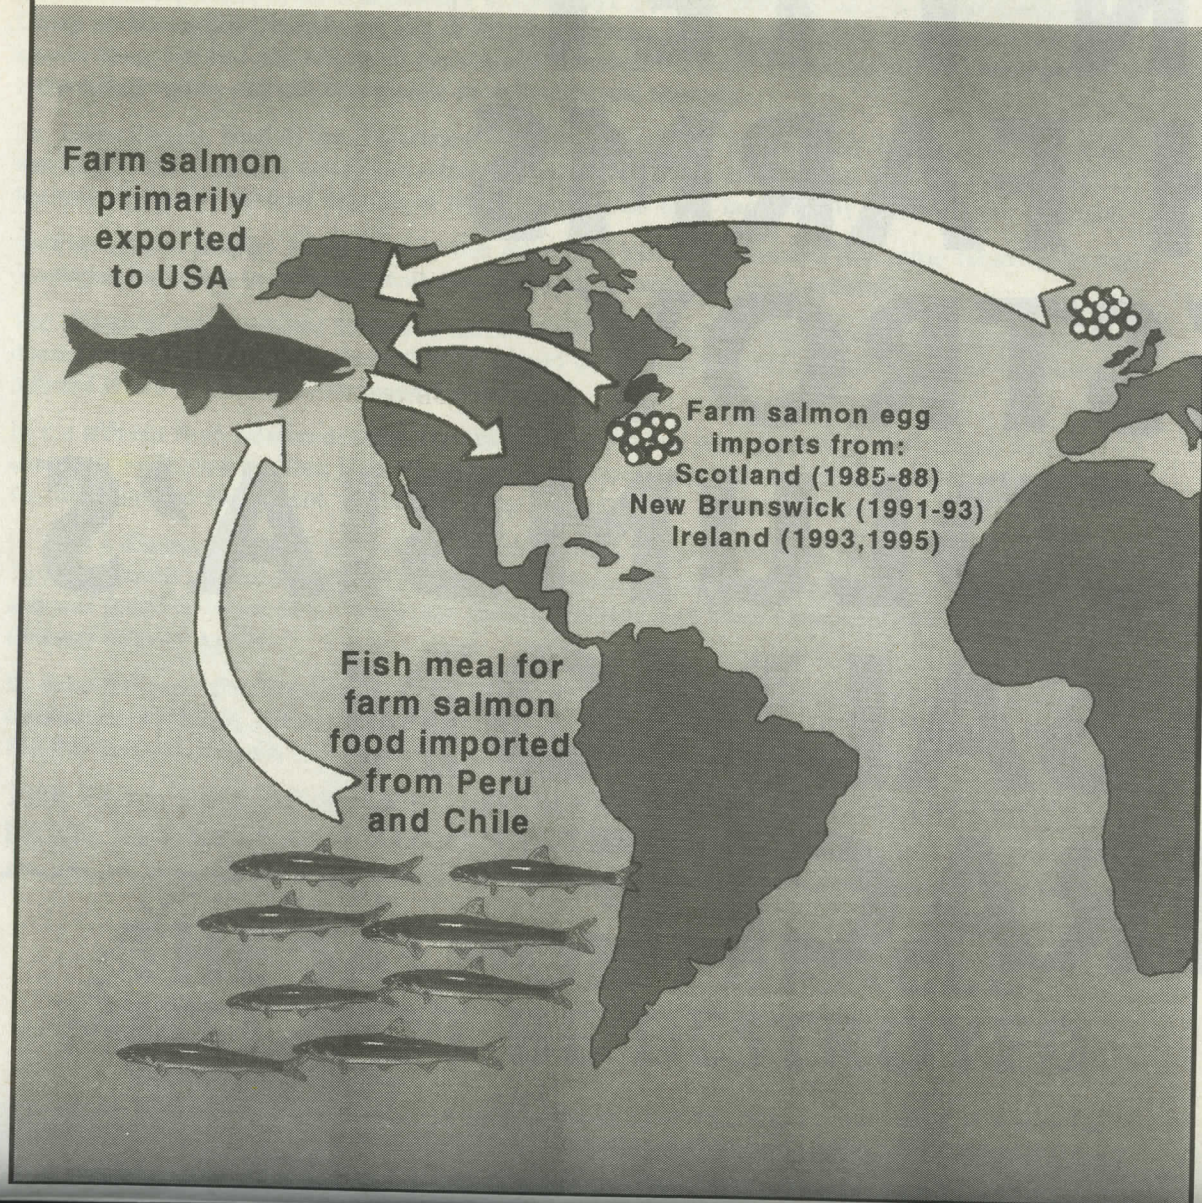 Farm salmon
primarily
exported
to USA
Farm salmon egg
imports from:
Scotland (1985-88)
New Brunswick (1991-93)
Ireland (1993,1995)
Fish meal for
farm salmon
food imported
from Peru
and Chile